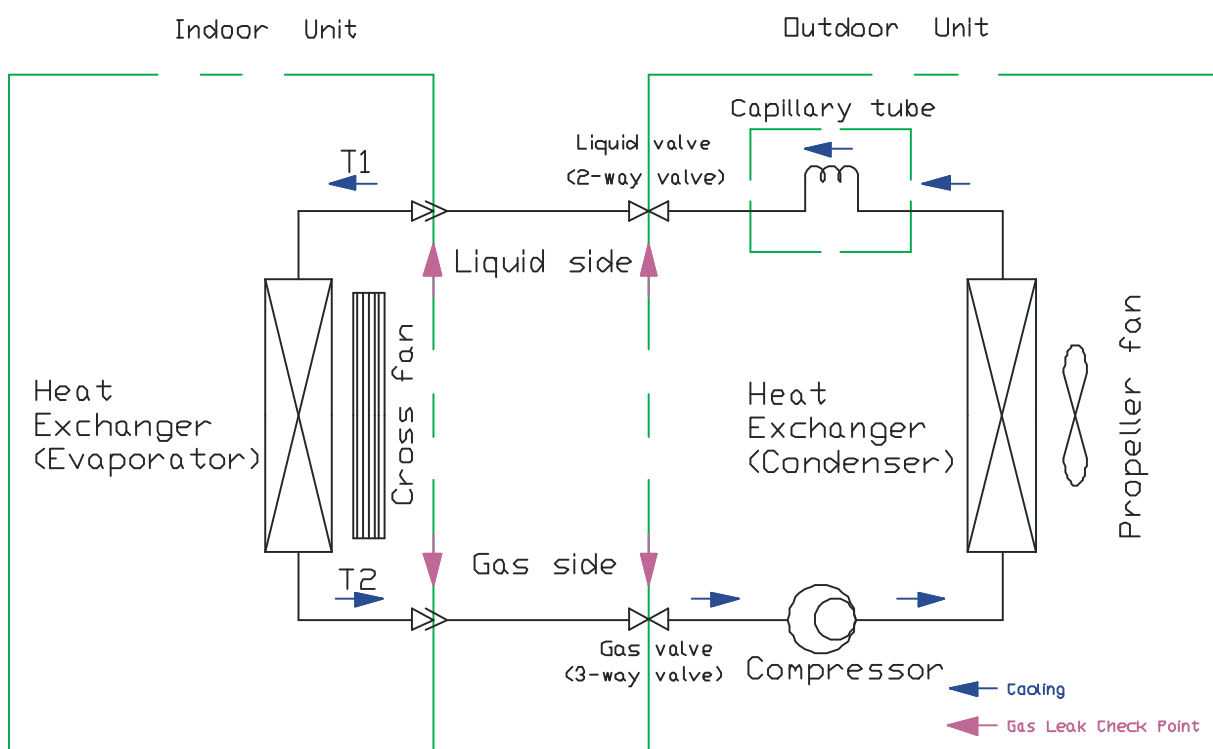 Indoor Unit
Outdoor Unit
Capillary tube
Liquid valve
(2-way valve)
T1
Liquid side
Heat
Exchanger
(Evaporator)
Cross fan
Heat
Exchanger
(Condenser)
Propeller fan
T2
Gas side
Gas valve
(3-way valve)
Compressor
Cooling
Gas Leak Check Point